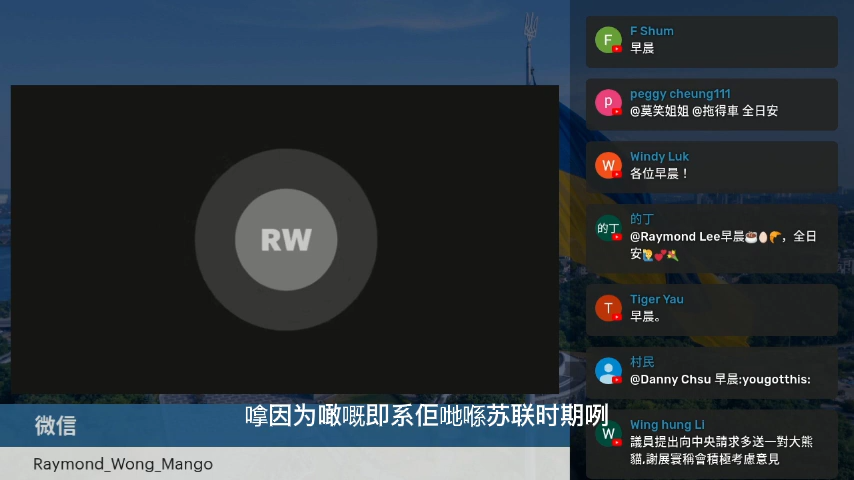 RW
嗱因为噉嘅即系佢哋喺苏联时期咧
微信
Raymond_Wong_Mango
F
F Shum
早晨
p
peggy cheung111
@莫笑姐姐 @拖得車 全日安
W
Windy Luk
各位早晨！
的丁
的丁
@Raymond Lee早晨☕🥚🥐，全日
安🙋‍♂️💕💐
T
Tiger Yau
早晨。
村民
@Danny Chsu 早晨:yougotthis:
W
Wing hung Li
議員提出向中央請求多送一對大熊
貓,謝展寰稱會積極考慮意見